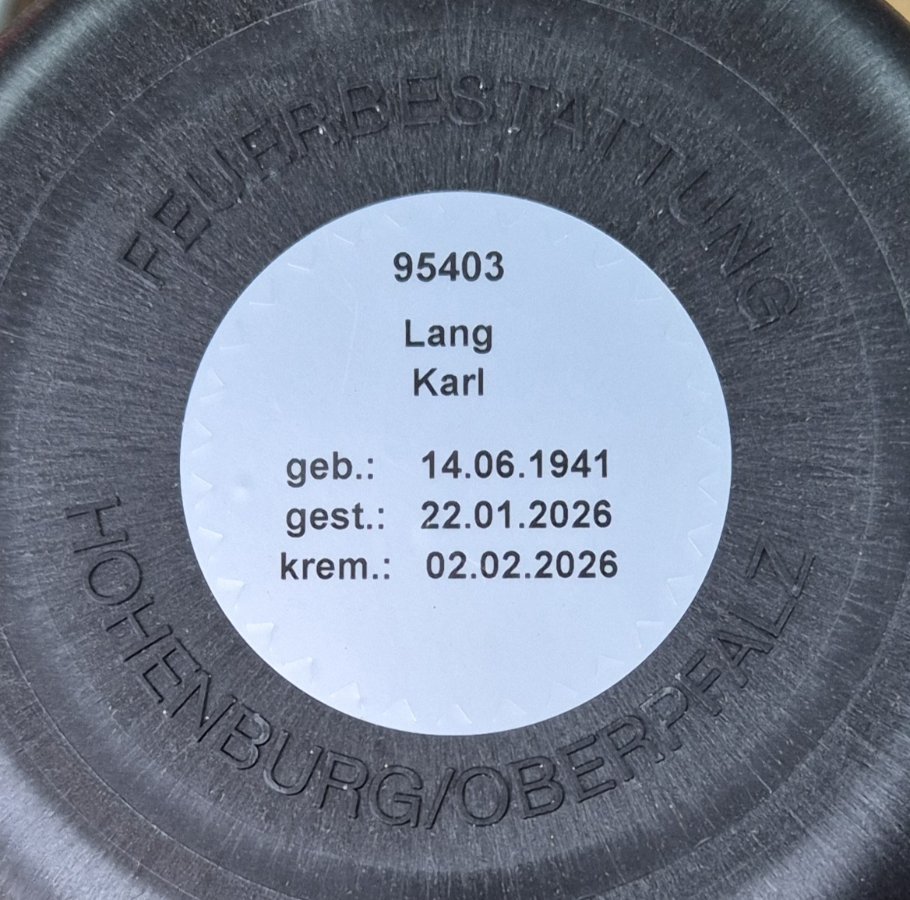 FEUERBESTATTUNG
95403
Lang
Karl
geb.: 14.06.1941
gest.: 22.01.2026
krem.: 02.02.2026
HOHENBURG/OBERPFALZ